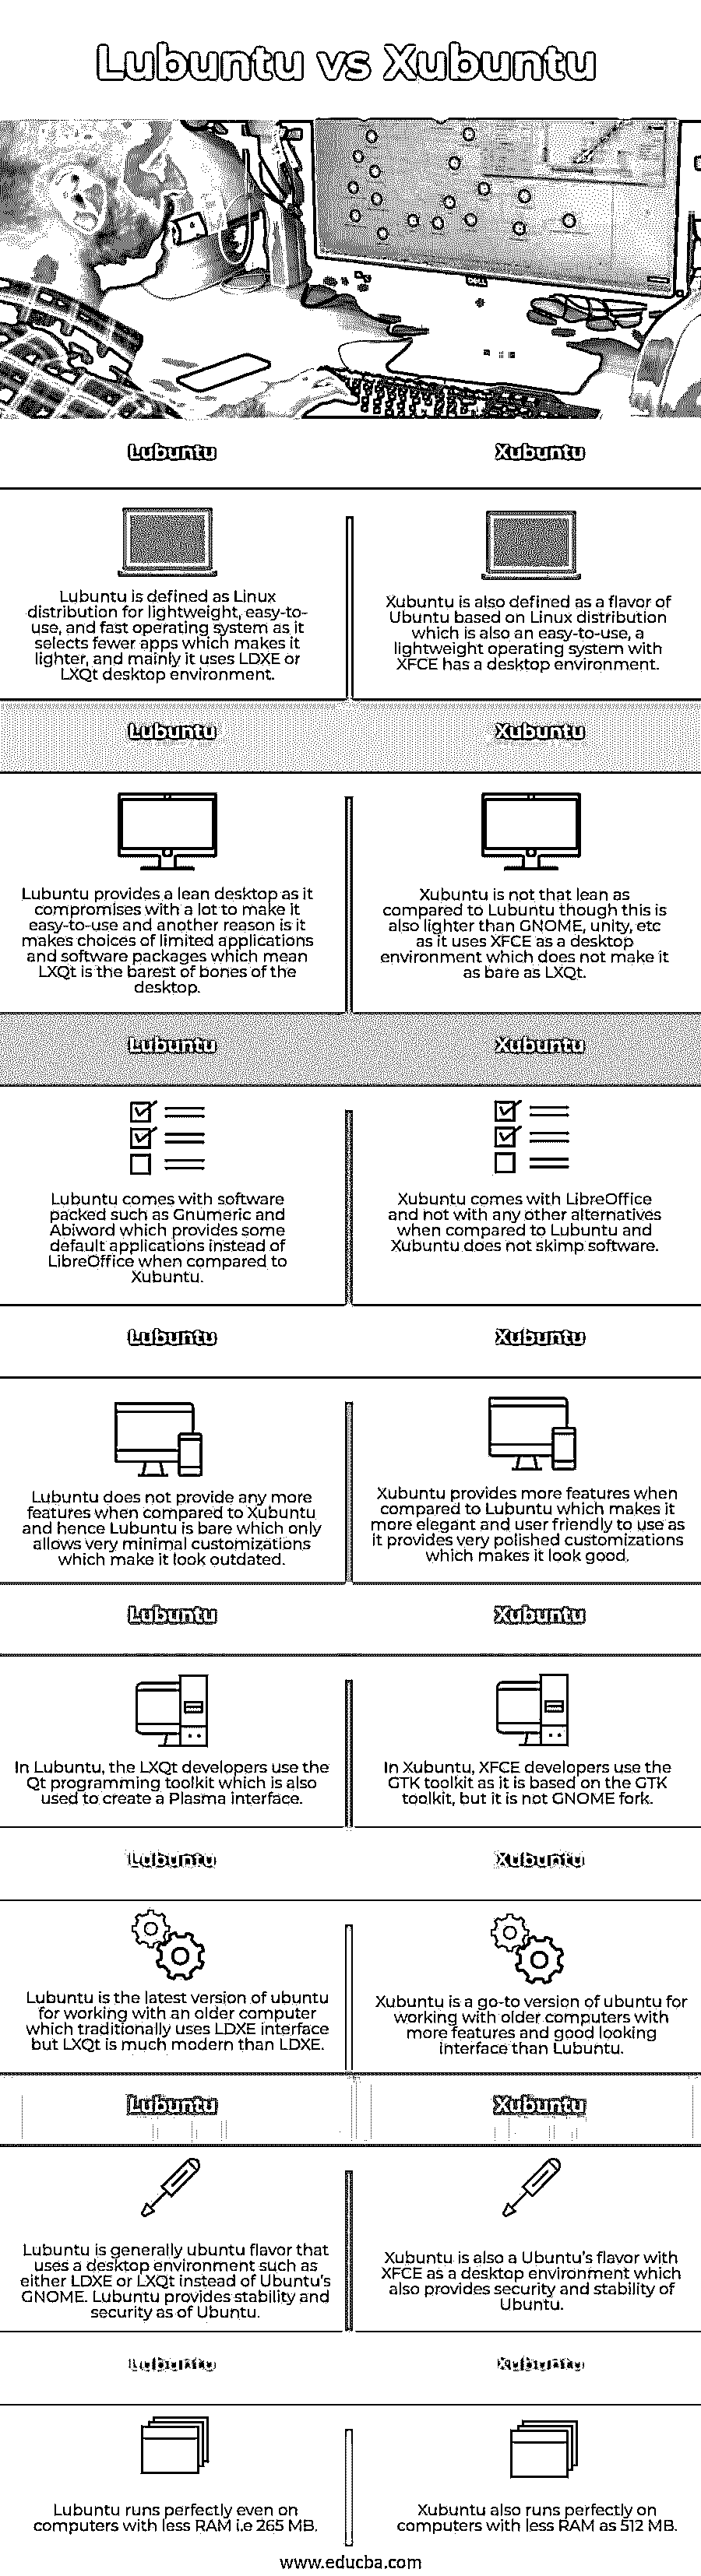 Lubuntu vs Xubuntu
DELL
Lubuntu
Xubuntu
Lubuntu is defined as Linux
distribution for lightweight, easy-to-
use, and fast operating system as it
selects fewer apps which makes it
lighter, and mainly it uses LDXE or
LXQt desktop environment.
Xubuntu is also defined as a flavor of
Ubuntu based on Linux distribution
which is also an easy-to-use, a
lightweight operating system with
XFCE has a desktop environment.
Lubuntu
Xubuntu
Lubuntu provides a lean desktop as it
compromises with a lot to make it
easy-to-use and another reason is it
makes choices of limited applications
and software packages which mean
LXQt is the barest of bones of the
desktop.
Xubuntu is not that lean as
compared to Lubuntu though this is
also lighter than GNOME, unity, etc
as it uses XFCE as a desktop
environment which does not make it
as bare as LXQt.
Lubuntu
Xubuntu
Lubuntu comes with software
packed such as Gnumeric and
Abiword which provides some
default applications instead of
LibreOffice when compared to
Xubuntu.
Xubuntu comes with LibreOffice
and not with any other alternatives
when compared to Lubuntu and
Xubuntu does not skimp software.
Lubuntu
Xubuntu
Lubuntu does not provide any more
features when compared to Xubuntu
and hence Lubuntu is bare which only
allows very minimal customizations
which make it look outdated.
Xubuntu provides more features when
compared to Lubuntu which makes it
more elegant and user friendly to use as
it provides very polished customizations
which makes it look good.
Lubuntu
Xubuntu
In Lubuntu, the LXQt developers use the
Qt programming toolkit which is also
used to create a Plasma interface.
In Xubuntu, XFCE developers use the
GTK toolkit as it is based on the GTK
toolkit, but it is not GNOME fork.
Lubuntu
Xubuntu
Lubuntu is the latest version of ubuntu
for working with an older computer
which traditionally uses LDXE interface
but LXQt is much modern than LDXE.
Xubuntu is a go-to version of ubuntu for
working with older computers with
more features and good looking
interface than Lubuntu.
Lubuntu
Xubuntu
Lubuntu is generally ubuntu flavor that
uses a desktop environment such as
either LDXE or LXQt instead of Ubuntu's
GNOME. Lubuntu provides stability and
security as of Ubuntu.
Xubuntu is also a Ubuntu's flavor with
XFCE as a desktop environment which
also provides security and stability of
Ubuntu.
Lubuntu
Xubuntu
Lubuntu runs perfectly even on
computers with less RAM i.e 265 MB.
Xubuntu also runs perfectly on
computers with less RAM as 512 MB.
www.educba.com